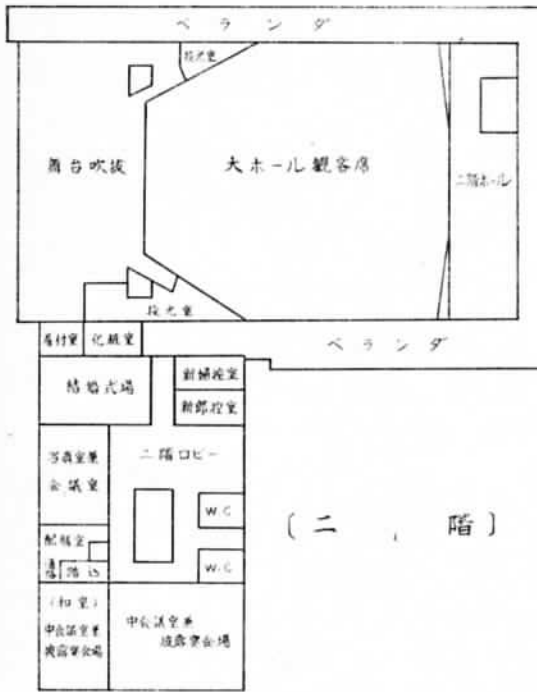 ベランダ
投光室
舞台吹抜
大ホール観客席
二階ホール
投光室
着付室
化粧室
ベランダ
結婚式場
新婦控室
新郎控室
写真室兼
会議室
二階ロビー
W.C
配膳室
W.C
(二階)
(和室)
中会議室兼
披露宴会場
中会議室兼
披露宴会場